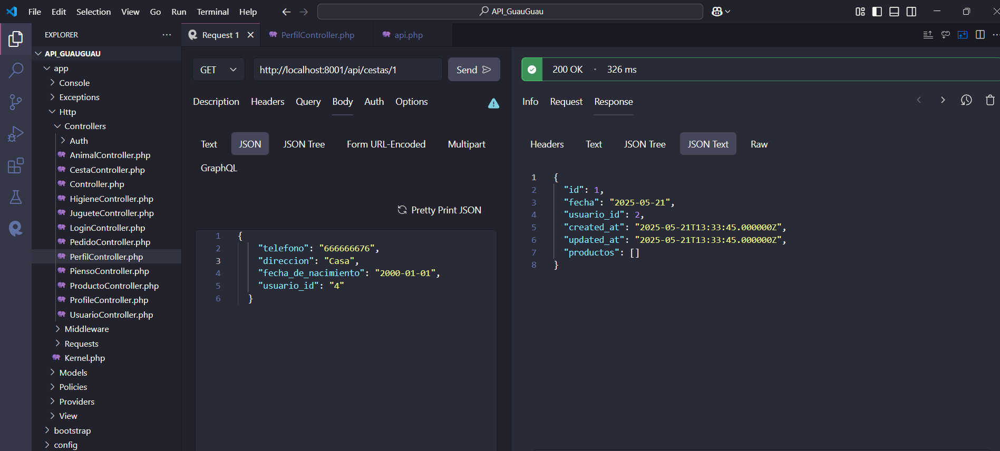 File Edit Selection View Go Run Terminal Help API_GuauGuau
EXPLORER
API_GUAUGUAU
app
Console
Exceptions
Http
Controllers
Auth
AnimalController.php
CestaController.php
Controller.php
HigieneController.php
JugueteController.php
LoginController.php
PedidoController.php
PerfilController.php
PiensoController.php
ProductoController.php
ProfileController.php
UsuarioController.php
Middleware
Requests
Kernel.php
Models
Policies
Providers
View
bootstrap
config
Request 1 PerfilController.php api.php
GET http://localhost:8001/api/cestas/1 Send
Description Headers Query Body Auth Options
Text JSON JSON Tree Form URL-Encoded Multipart
GraphQL
Pretty Print JSON
1 {
2 "telefono": "666666676",
3 "direccion": "Casa",
4 "fecha_de_nacimiento": "2000-01-01",
5 "usuario_id": "4"
6 }
200 OK · 326 ms
Info Request Response
Headers Text JSON Tree JSON Text Raw
1 {
2 "id": 1,
3 "fecha": "2025-05-21",
4 "usuario_id": 2,
5 "created_at": "2025-05-21T13:33:45.000000Z",
6 "updated_at": "2025-05-21T13:33:45.000000Z",
7 "productos": []
8 }